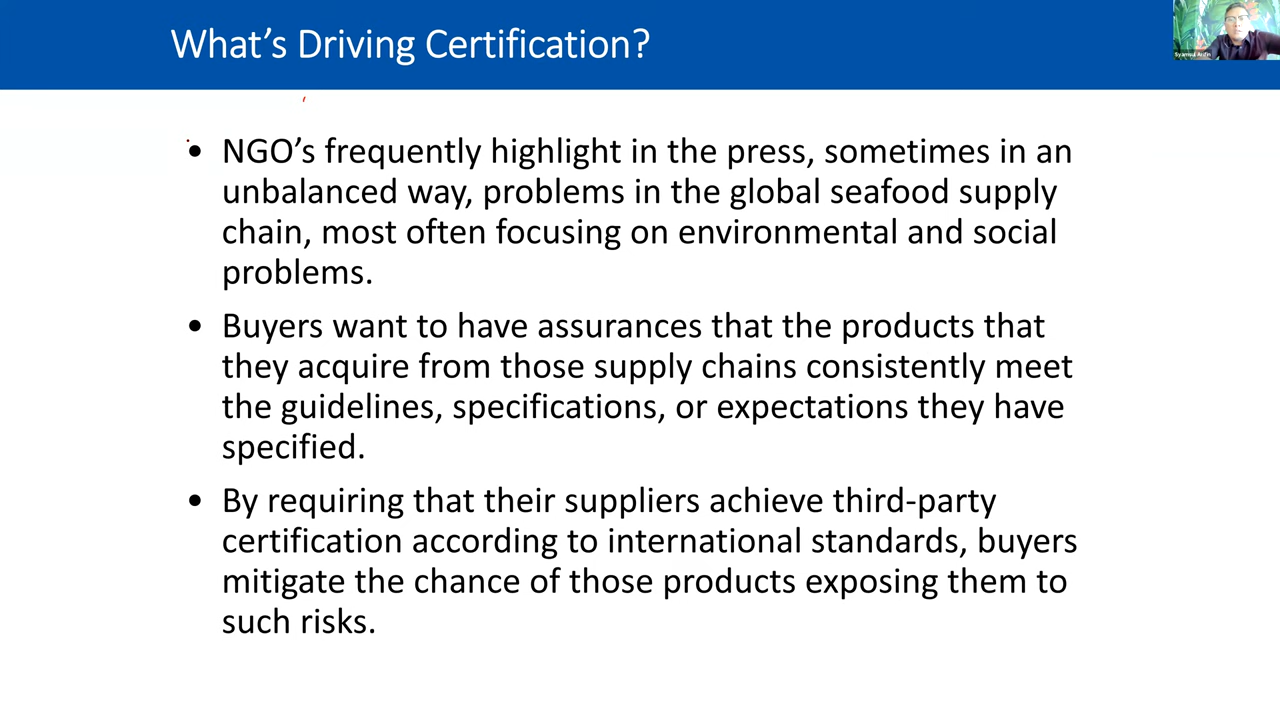 What's Driving Certification?
Syamsul Arifin
• NGO's frequently highlight in the press, sometimes in an
unbalanced way, problems in the global seafood supply
chain, most often focusing on environmental and social
problems.
• Buyers want to have assurances that the products that
they acquire from those supply chains consistently meet
the guidelines, specifications, or expectations they have
specified.
• By requiring that their suppliers achieve third-party
certification according to international standards, buyers
mitigate the chance of those products exposing them to
such risks.